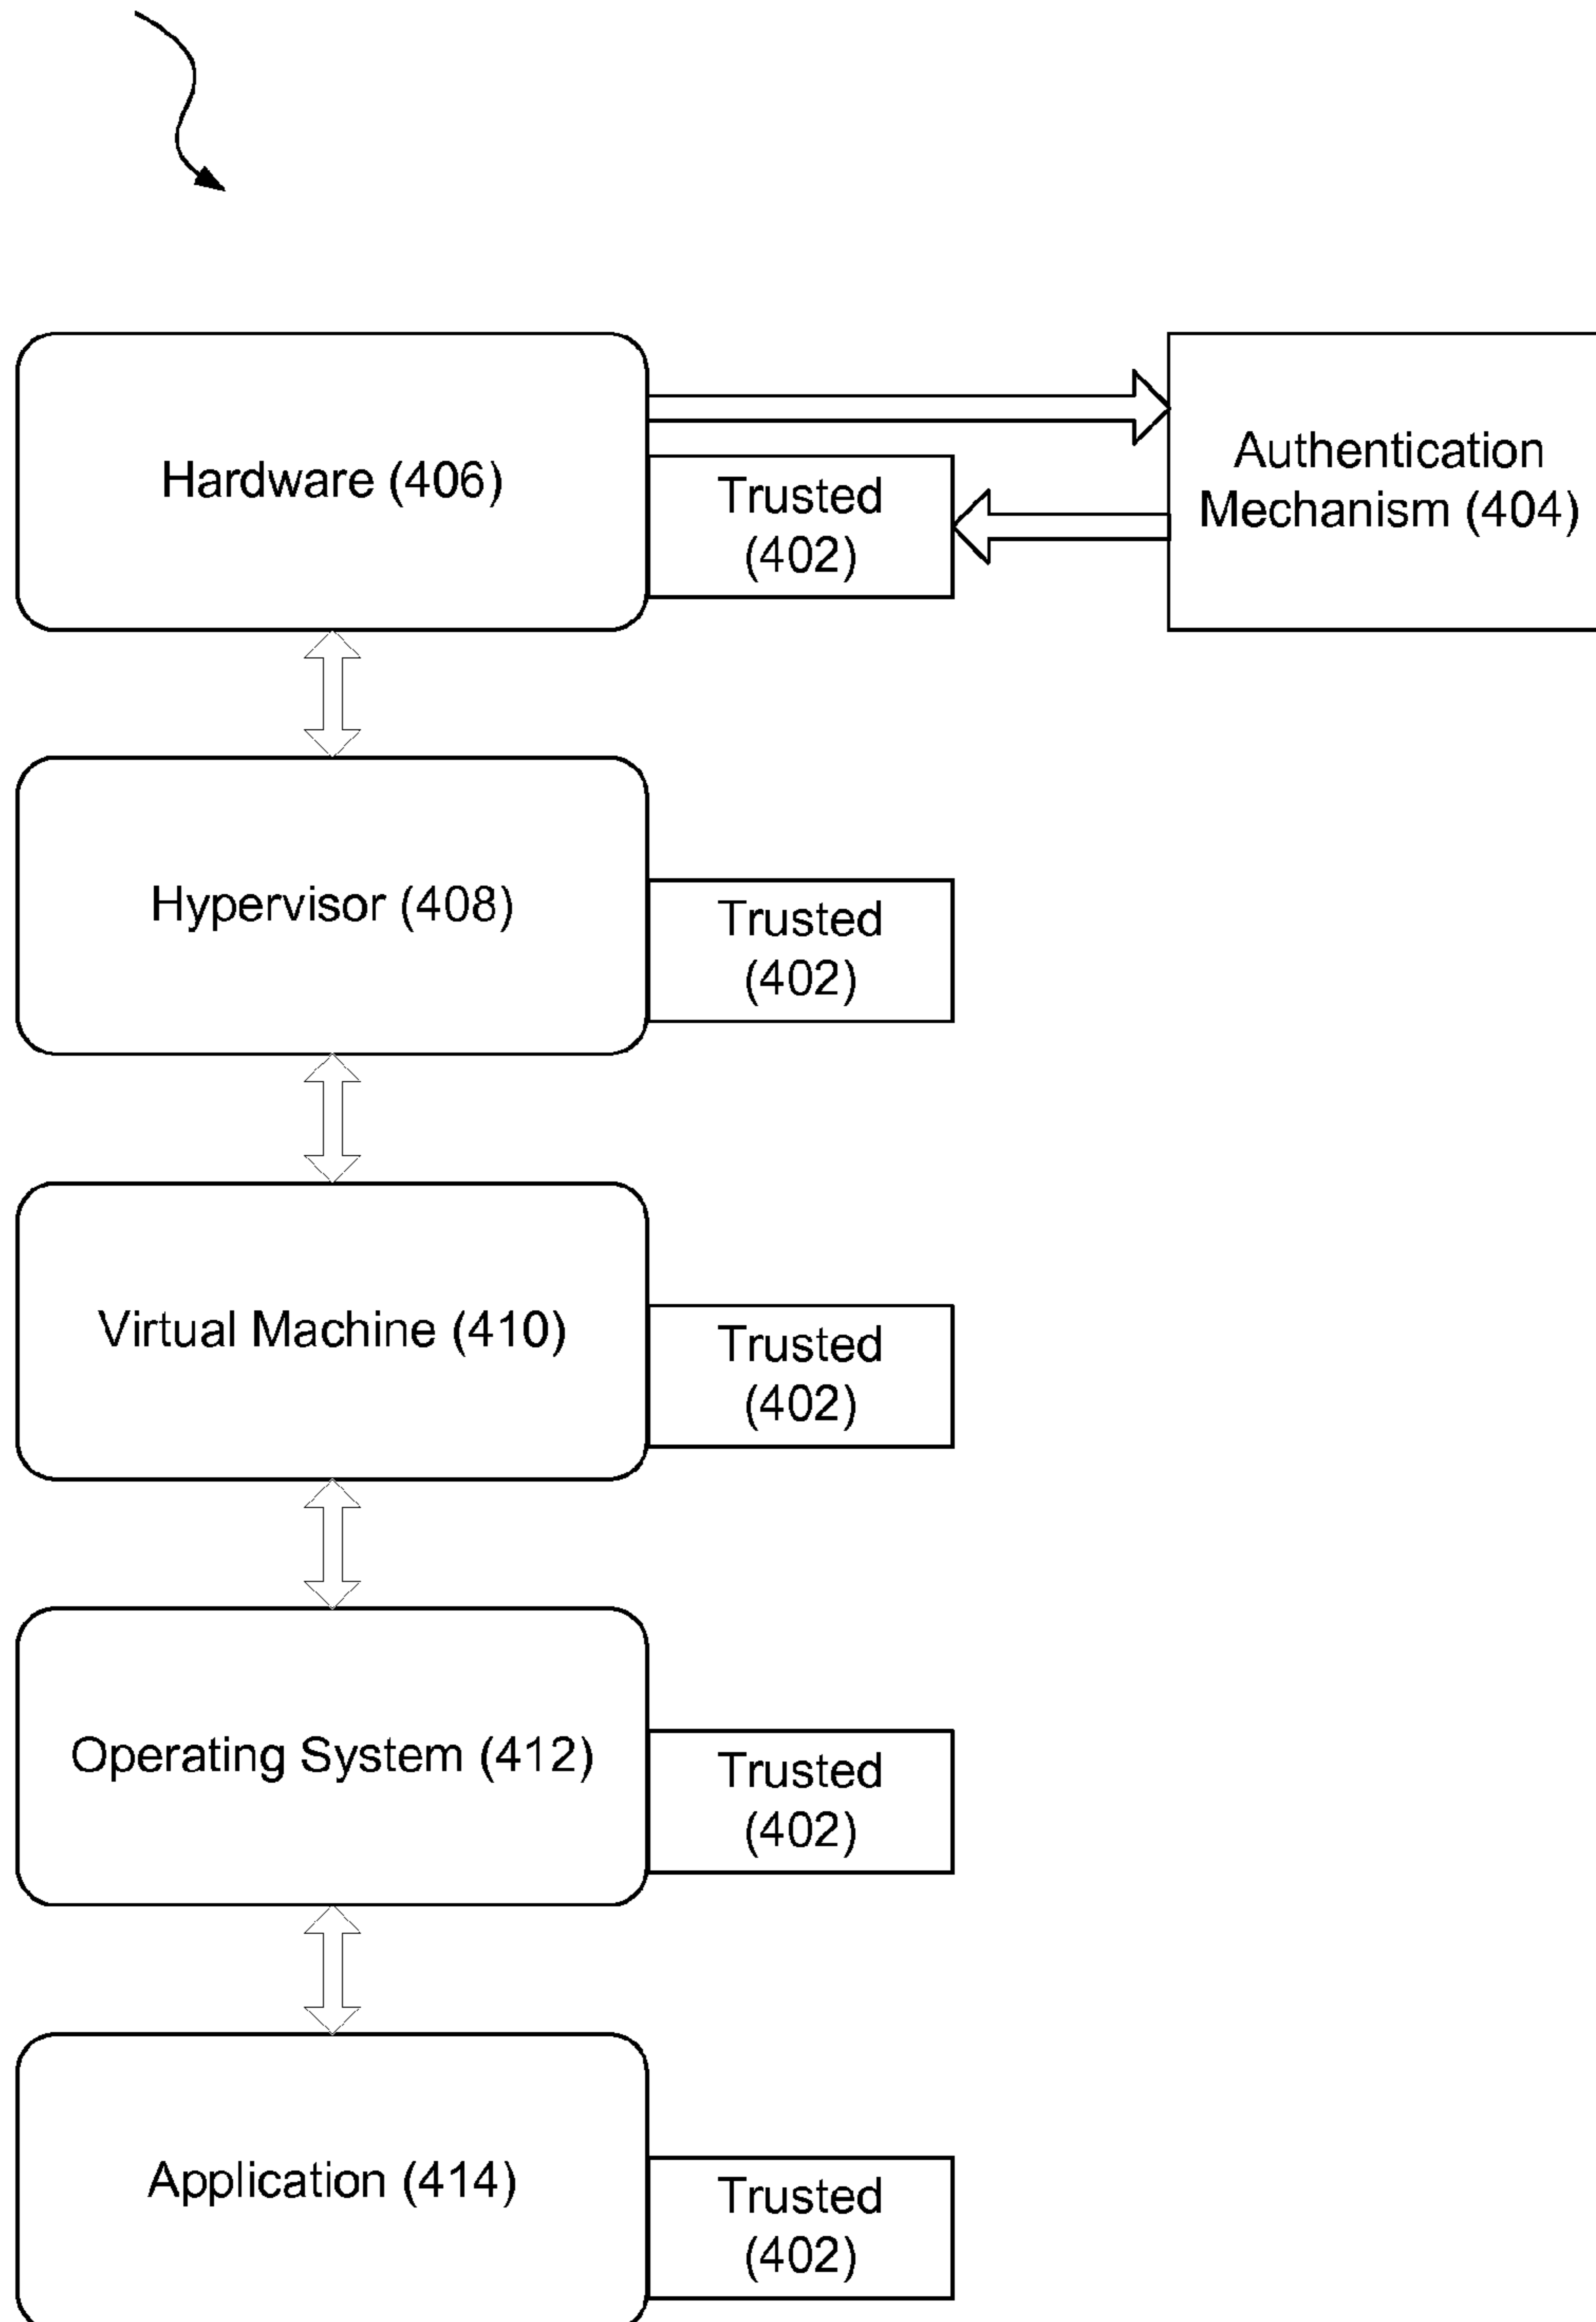 Hardware (406)
Trusted
(402)
Authentication
Mechanism (404)
Hypervisor (408)
Trusted
(402)
Virtual Machine (410)
Trusted
(402)
Operating System (412)
Trusted
(402)
Application (414)
Trusted
(402)